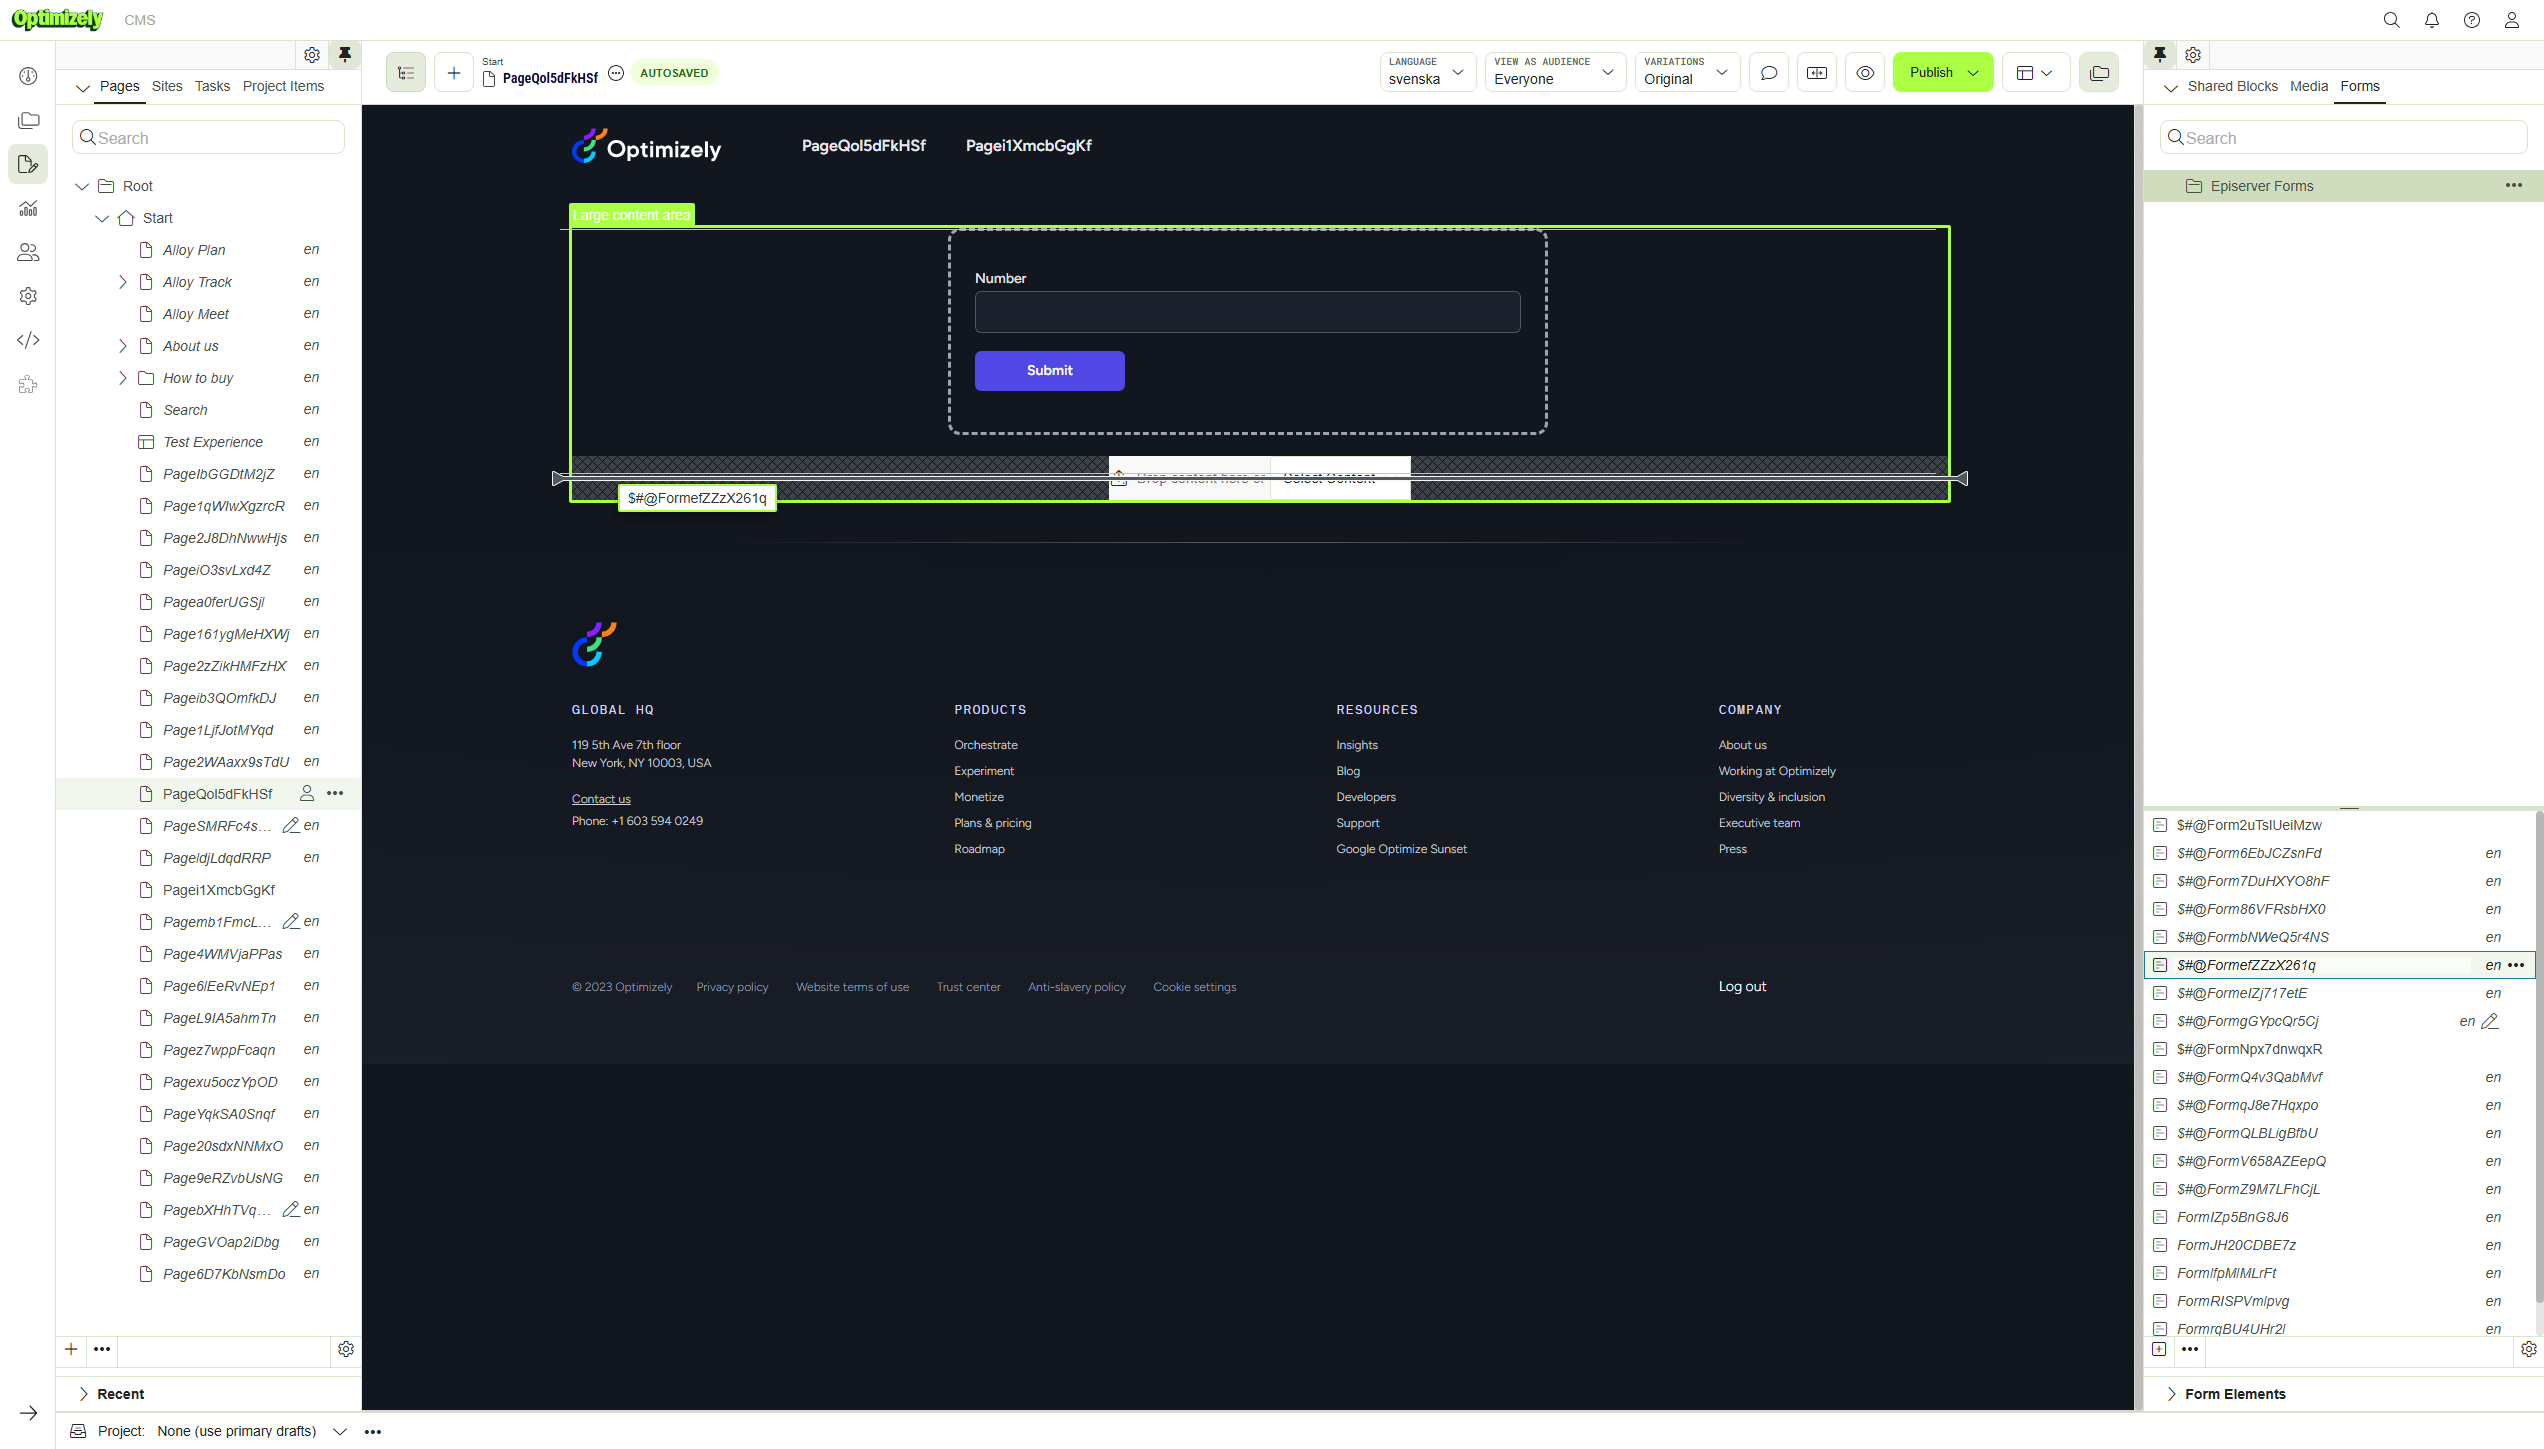 Optimizely CMS
Pages Sites Tasks Project Items
Search
Root
Start
Alloy Plan en
Alloy Track en
Alloy Meet en
About us en
How to buy en
Search en
Test Experience en
PageIbGGDtM2jZ en
Page1qWIwXgzrcR en
Page2J8DhNwwHjs en
PageiO3svLxd4Z en
Pagea0ferUGSjl en
Page161ygMeHXWj en
Page2zZikHMFzHX en
Pageib3QOmfkDJ en
Page1LjfJotMYqd en
Page2WAaxx9sTdU en
PageQol5dFkHSf
PageSMRFc4s... en
PageldjLdqdRRP en
Pagei1XmcbGgKf
Pagemb1FmcL... en
Page4WMVjaPPas en
Page6lEeRvNEp1 en
PageL9IA5ahmTn en
Pagez7wppFcaqn en
Pagexu5oczYpOD en
PageYqkSA0Snqf en
Page20sdxNNMxO en
Page9eRZvbUsNG en
PagebXHhTVq... en
PageGVOap2iDbg en
Page6D7KbNsmDo en
Recent
Project: None (use primary drafts)
Start
PageQol5dFkHSf AUTOSAVED
LANGUAGE
svenska
VIEW AS AUDIENCE
Everyone
VARIATIONS
Original
Publish
Optimizely PageQol5dFkHSf Pagei1XmcbGgKf
Large content area
Number
Submit
Drop content here or Select Content
$#@FormefZZzX261q
GLOBAL HQ
119 5th Ave 7th floor
New York, NY 10003, USA
Contact us
Phone: +1 603 594 0249
PRODUCTS
Orchestrate
Experiment
Monetize
Plans & pricing
Roadmap
RESOURCES
Insights
Blog
Developers
Support
Google Optimize Sunset
COMPANY
About us
Working at Optimizely
Diversity & inclusion
Executive team
Press
© 2023 Optimizely Privacy policy Website terms of use Trust center Anti-slavery policy Cookie settings Log out
Shared Blocks Media Forms
Search
Episerver Forms
$#@Form2uTslUeiMzw
$#@Form6EbJCZsnFd en
$#@Form7DuHXYO8hF en
$#@Form86VFRsbHX0 en
$#@FormbNWeQ5r4NS en
$#@FormefZZzX261q en
$#@FormeIZj717etE en
$#@FormgGYpcQr5Cj en
$#@FormNpx7dnwqxR
$#@FormQ4v3QabMvf en
$#@FormqJ8e7Hqxpo en
$#@FormQLBLigBfbU en
$#@FormV658AZEepQ en
$#@FormZ9M7LFhCjL en
FormIZp5BnG8J6 en
FormJH20CDBE7z en
FormlfpMlMLrFt en
FormRISPVmlpvg en
FormrqBU4UHr2l en
Form Elements